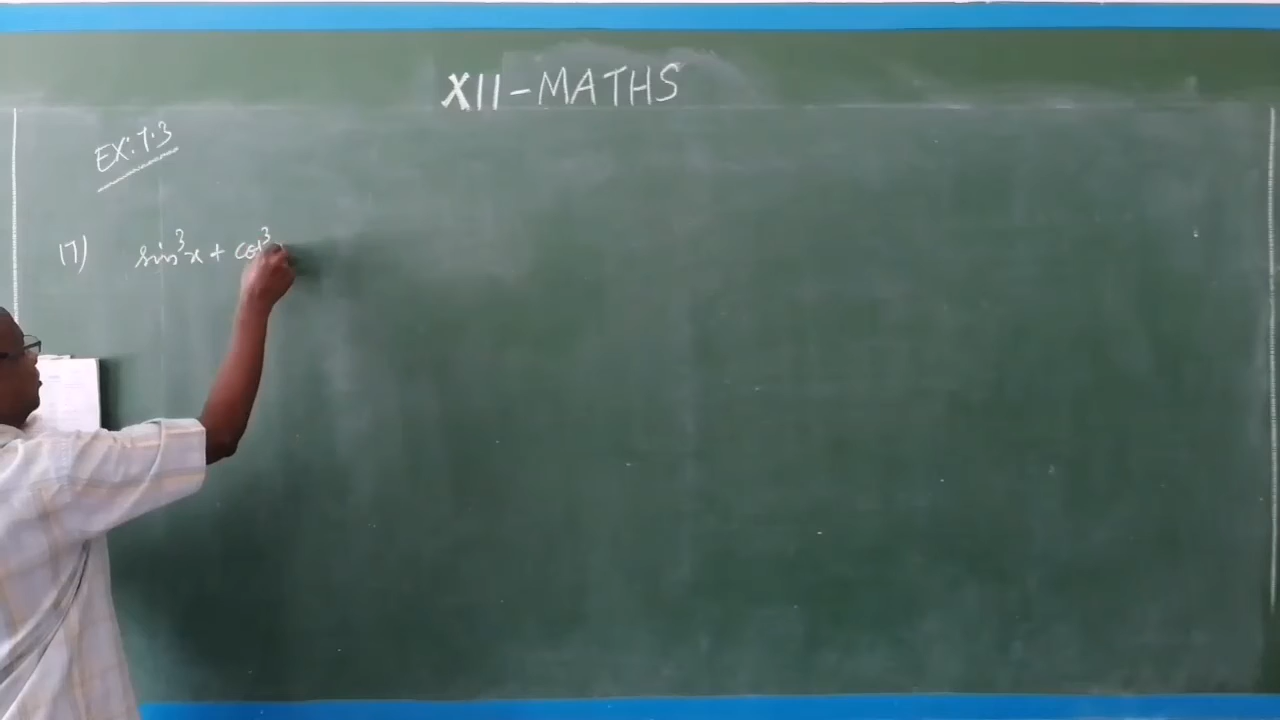 XII - MATHS
EX: 7.3
17) sin³x + cos³